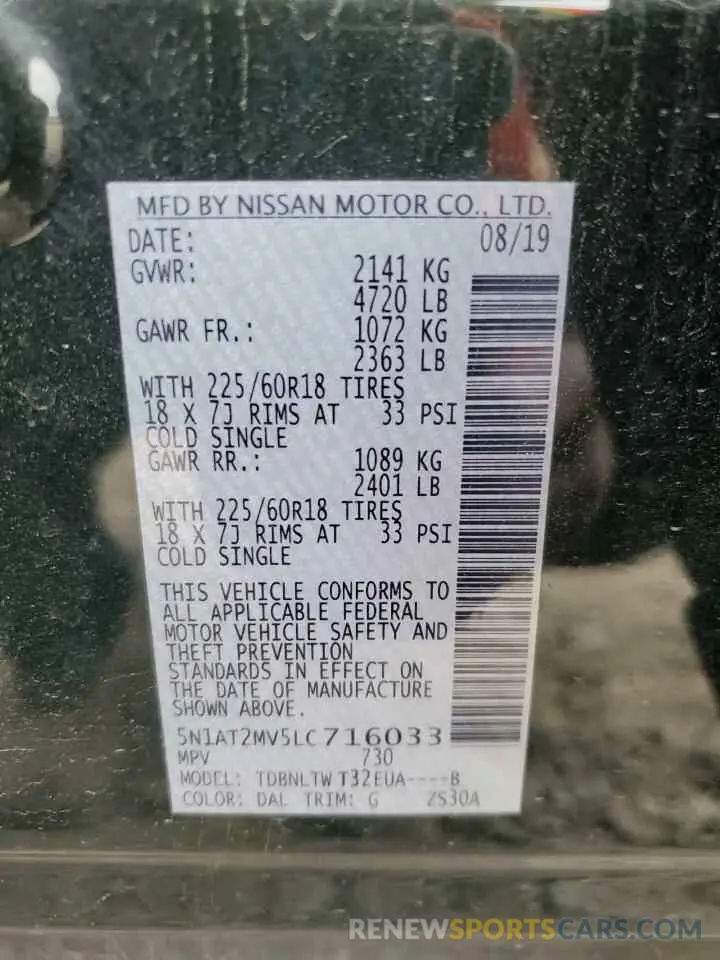 MFD BY NISSAN MOTOR CO., LTD.
DATE: 08/19
GVWR: 2141 KG
4720 LB
GAWR FR.: 1072 KG
2363 LB
WITH 225/60R18 TIRES
18 X 7J RIMS AT 33 PSI
COLD SINGLE
GAWR RR.: 1089 KG
2401 LB
WITH 225/60R18 TIRES
18 X 7J RIMS AT 33 PSI
COLD SINGLE
THIS VEHICLE CONFORMS TO
ALL APPLICABLE FEDERAL
MOTOR VEHICLE SAFETY AND
THEFT PREVENTION
STANDARDS IN EFFECT ON
THE DATE OF MANUFACTURE
SHOWN ABOVE.
5N1AT2MV5LC716033
MPV 730
MODEL: TDBNLTW T32EUA----B
COLOR: DAL TRIM: G ZS30A
RENEWSPORTSCARS.COM